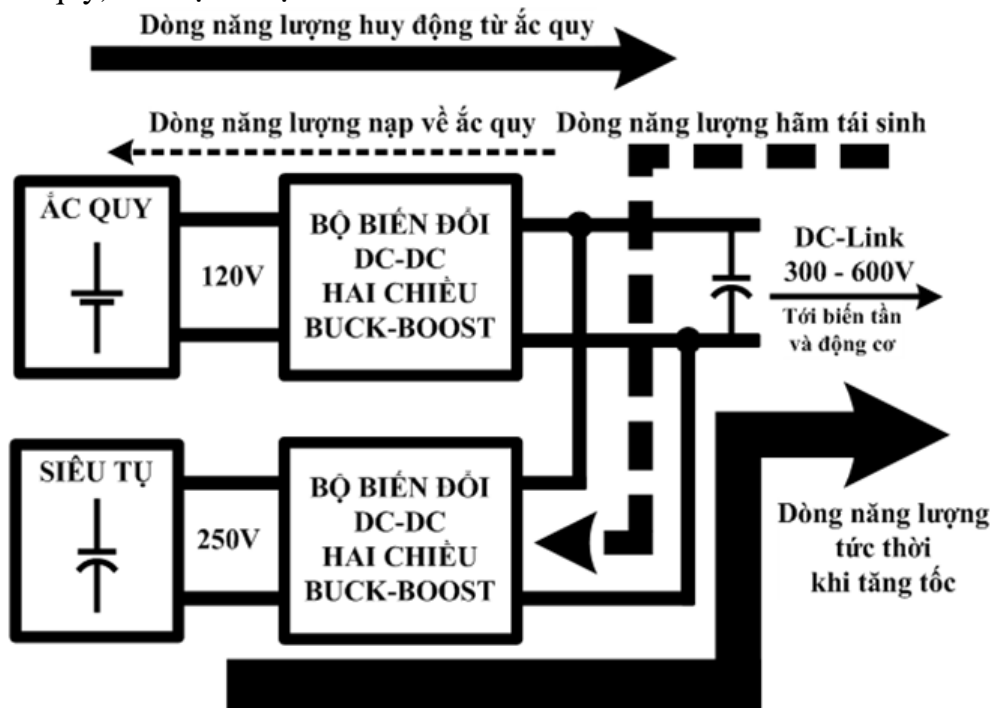 Dòng năng lượng huy động từ ắc quy
Dòng năng lượng nạp về ắc quy
Dòng năng lượng hãm tái sinh
ẮC QUY
120V
BỘ BIẾN ĐỔI
DC-DC
HAI CHIỀU
BUCK-BOOST
DC-Link
300 - 600V
Tới biến tần
và động cơ
SIÊU TỤ
250V
BỘ BIẾN ĐỔI
DC-DC
HAI CHIỀU
BUCK-BOOST
Dòng năng lượng
tức thời
khi tăng tốc